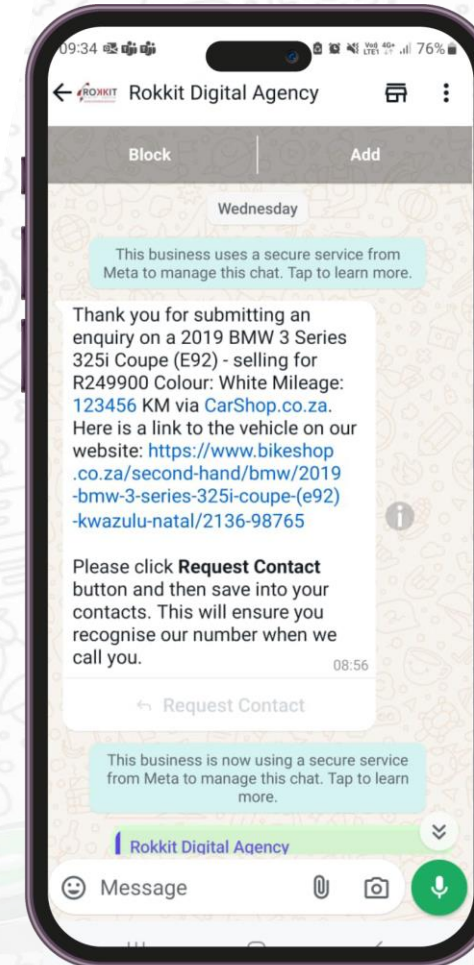 09:34
76%
ROKKIT
Rokkit Digital Agency
Block
Add
Wednesday
This business uses a secure service from
Meta to manage this chat. Tap to learn more.
Thank you for submitting an
enquiry on a 2019 BMW 3 Series
325i Coupe (E92) - selling for
R249900 Colour: White Mileage:
123456 KM via CarShop.co.za.
Here is a link to the vehicle on our
website: https://www.bikeshop
.co.za/second-hand/bmw/2019
-bmw-3-series-325i-coupe-(e92)
-kwazulu-natal/2136-98765
Please click Request Contact
button and then save into your
contacts. This will ensure you
recognise our number when we
call you.
08:56
Request Contact
This business is now using a secure service
from Meta to manage this chat. Tap to learn
more.
Rokkit Digital Agency
Message